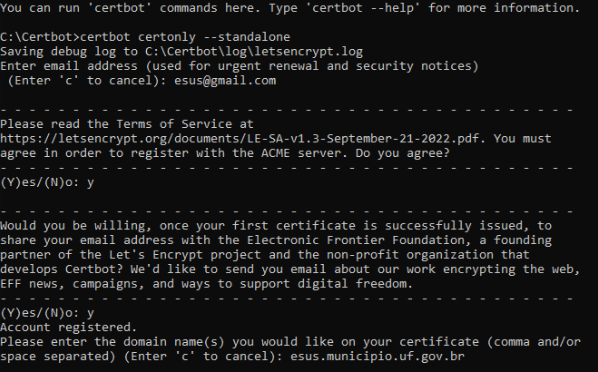 You can run 'certbot' commands here. Type 'certbot --help' for more information.
C:\Certbot>certbot certonly --standalone
Saving debug log to C:\Certbot\log\letsencrypt.log
Enter email address (used for urgent renewal and security notices)
(Enter 'c' to cancel): esus@gmail.com
- - - - - - - - - - - - - - - - - - - - - - - - - - - - - - - - - - - - - - - -
Please read the Terms of Service at
https://letsencrypt.org/documents/LE-SA-v1.3-September-21-2022.pdf. You must
agree in order to register with the ACME server. Do you agree?
- - - - - - - - - - - - - - - - - - - - - - - - - - - - - - - - - - - - - - - -
(Y)es/(N)o: y
- - - - - - - - - - - - - - - - - - - - - - - - - - - - - - - - - - - - - - - -
Would you be willing, once your first certificate is successfully issued, to
share your email address with the Electronic Frontier Foundation, a founding
partner of the Let's Encrypt project and the non-profit organization that
develops Certbot? We'd like to send you email about our work encrypting the web,
EFF news, campaigns, and ways to support digital freedom.
- - - - - - - - - - - - - - - - - - - - - - - - - - - - - - - - - - - - - - - -
(Y)es/(N)o: y
Account registered.
Please enter the domain name(s) you would like on your certificate (comma and/or
space separated) (Enter 'c' to cancel): esus.municipio.uf.gov.br